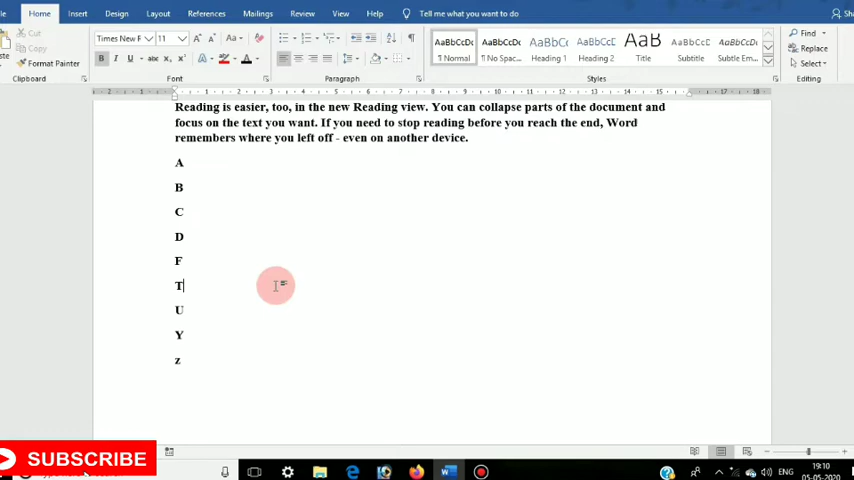 Home Insert Design Layout References Mailings Review View Help Tell me what you want to do
Cut
Copy
Format Painter
Clipboard
Times New R 11
Font
Paragraph
AaBbCcDc AaBbCcDc AaBbCc AaBbCcD AaB AaBbCcD AaBbCcDc
¶ Normal ¶ No Spac... Heading 1 Heading 2 Title Subtitle Subtle Em...
Styles
Find
Replace
Select
Editing
Reading is easier, too, in the new Reading view. You can collapse parts of the document and
focus on the text you want. If you need to stop reading before you reach the end, Word
remembers where you left off - even on another device.
A
B
C
D
F
T
U
Y
z
SUBSCRIBE
ENG
19:10
05-05-2020